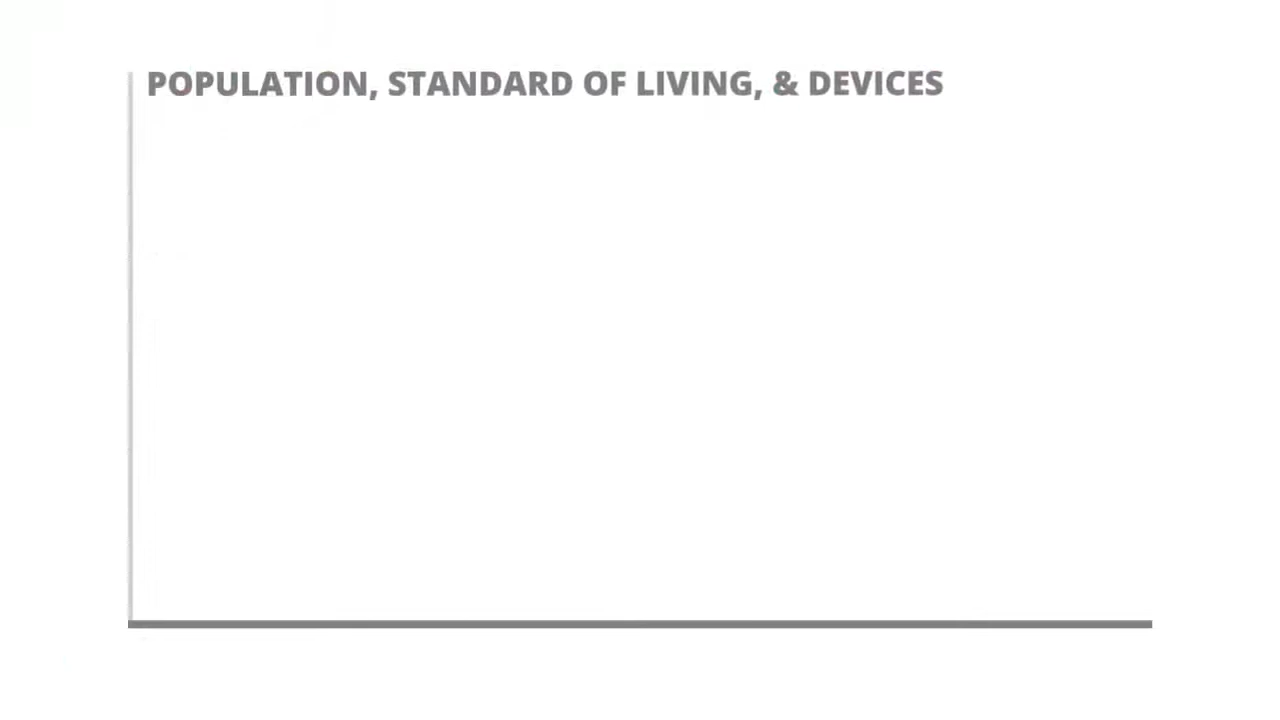 POPULATION, STANDARD OF LIVING, & DEVICES